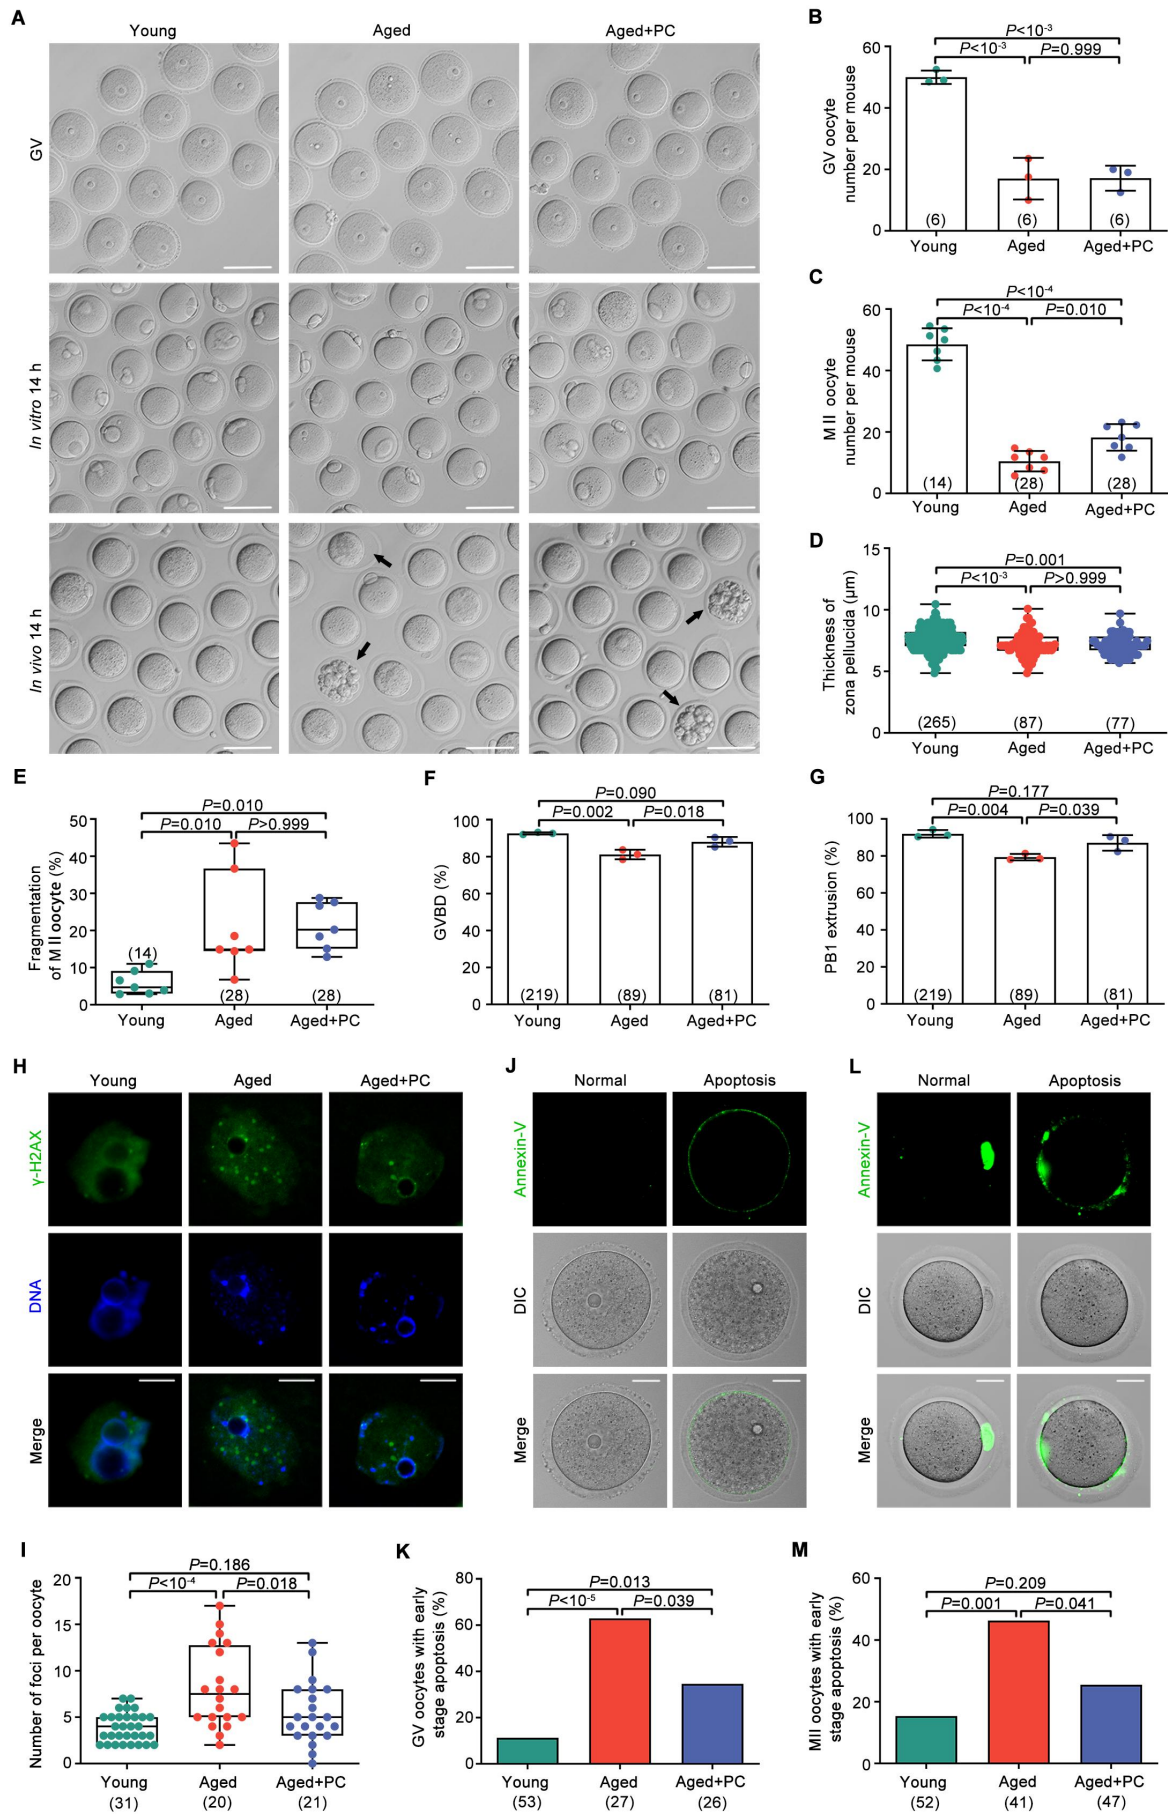 A
Young
Aged
Aged+PC
GV
In vitro 14 h
In vivo 14 h
B
P<10⁻³
P<10⁻³
P=0.999
GV oocyte
number per mouse
60
40
20
0
(6)
(6)
(6)
Young
Aged
Aged+PC
C
P<10⁻⁴
P<10⁻⁴
P=0.010
M II oocyte
number per mouse
60
40
20
0
(14)
(28)
(28)
Young
Aged
Aged+PC
D
P=0.001
P<10⁻³
P>0.999
Thickness of
zona pellucida (μm)
15
10
5
0
(265)
(87)
(77)
Young
Aged
Aged+PC
E
P=0.010
P=0.010
P>0.999
Fragmentation
of M II oocyte (%)
50
40
30
20
10
0
(14)
(28)
(28)
Young
Aged
Aged+PC
F
P=0.090
P=0.002
P=0.018
GVBD (%)
100
80
60
40
20
0
(219)
(89)
(81)
Young
Aged
Aged+PC
G
P=0.177
P=0.004
P=0.039
PB1 extrusion (%)
100
80
60
40
20
0
(219)
(89)
(81)
Young
Aged
Aged+PC
H
Young
Aged
Aged+PC
γ-H2AX
DNA
Merge
J
Normal
Apoptosis
Annexin-V
DIC
Merge
L
Normal
Apoptosis
Annexin-V
DIC
Merge
I
P=0.186
P<10⁻⁴
P=0.018
Number of foci per oocyte
20
15
10
5
0
Young
Aged
Aged+PC
(31)
(20)
(21)
K
P=0.013
P<10⁻⁵
P=0.039
GV oocytes with early
stage apoptosis (%)
80
60
40
20
0
Young
Aged
Aged+PC
(53)
(27)
(26)
M
P=0.209
P=0.001
P=0.041
MII oocytes with early
stage apoptosis (%)
60
40
20
0
Young
Aged
Aged+PC
(52)
(41)
(47)